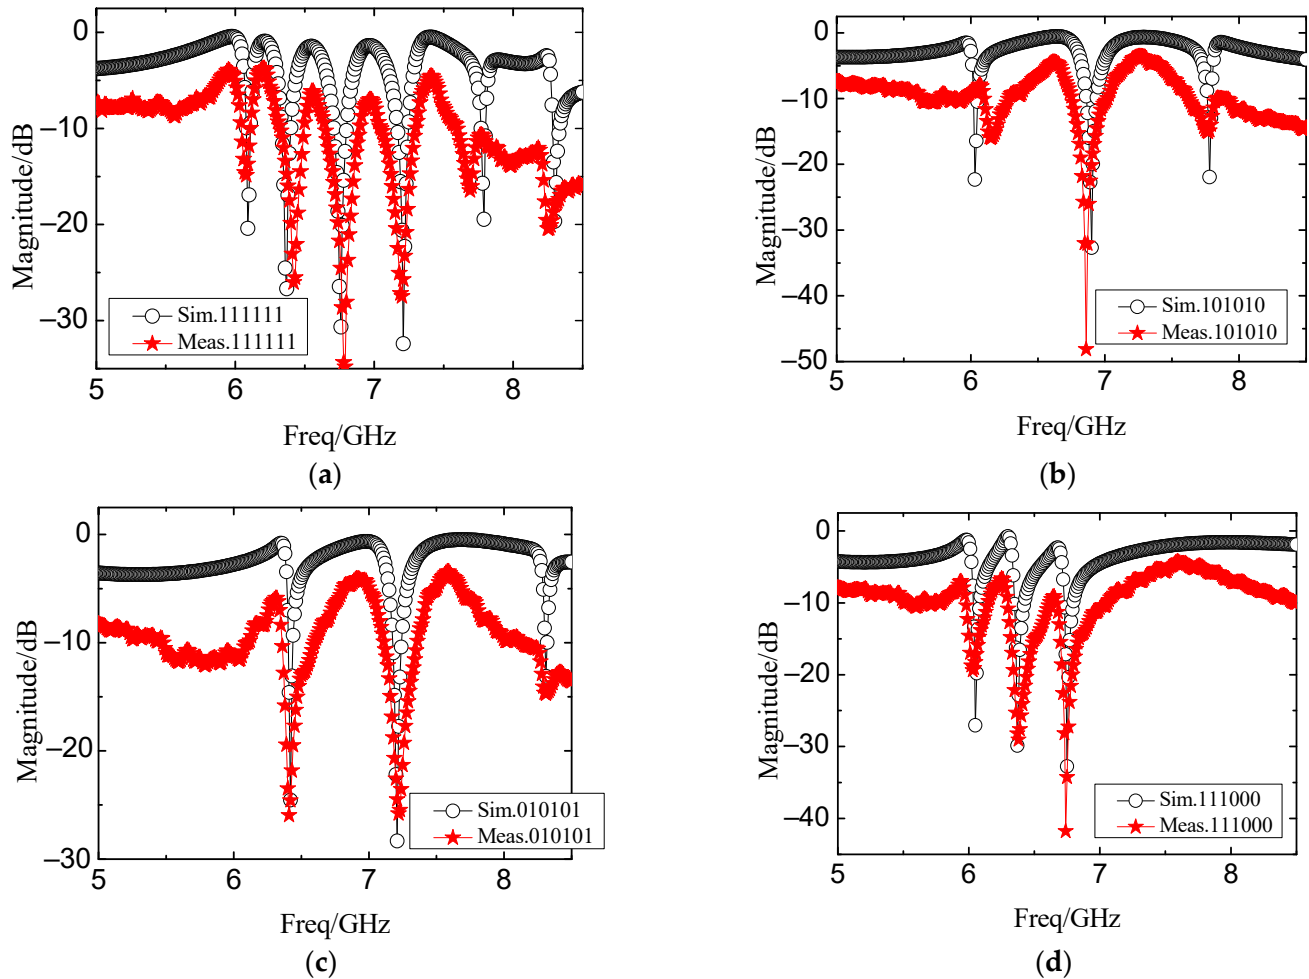 0
−10
−20
−30
Magnitude/dB
Sim.111111
Meas.111111
5
6
7
8
Freq/GHz
(a)
0
−10
−20
−30
−40
−50
Magnitude/dB
Sim.101010
Meas.101010
5
6
7
8
Freq/GHz
(b)
0
−10
−20
−30
Magnitude/dB
Sim.010101
Meas.010101
5
6
7
8
Freq/GHz
(c)
0
−10
−20
−30
−40
Magnitude/dB
Sim.111000
Meas.111000
5
6
7
8
Freq/GHz
(d)